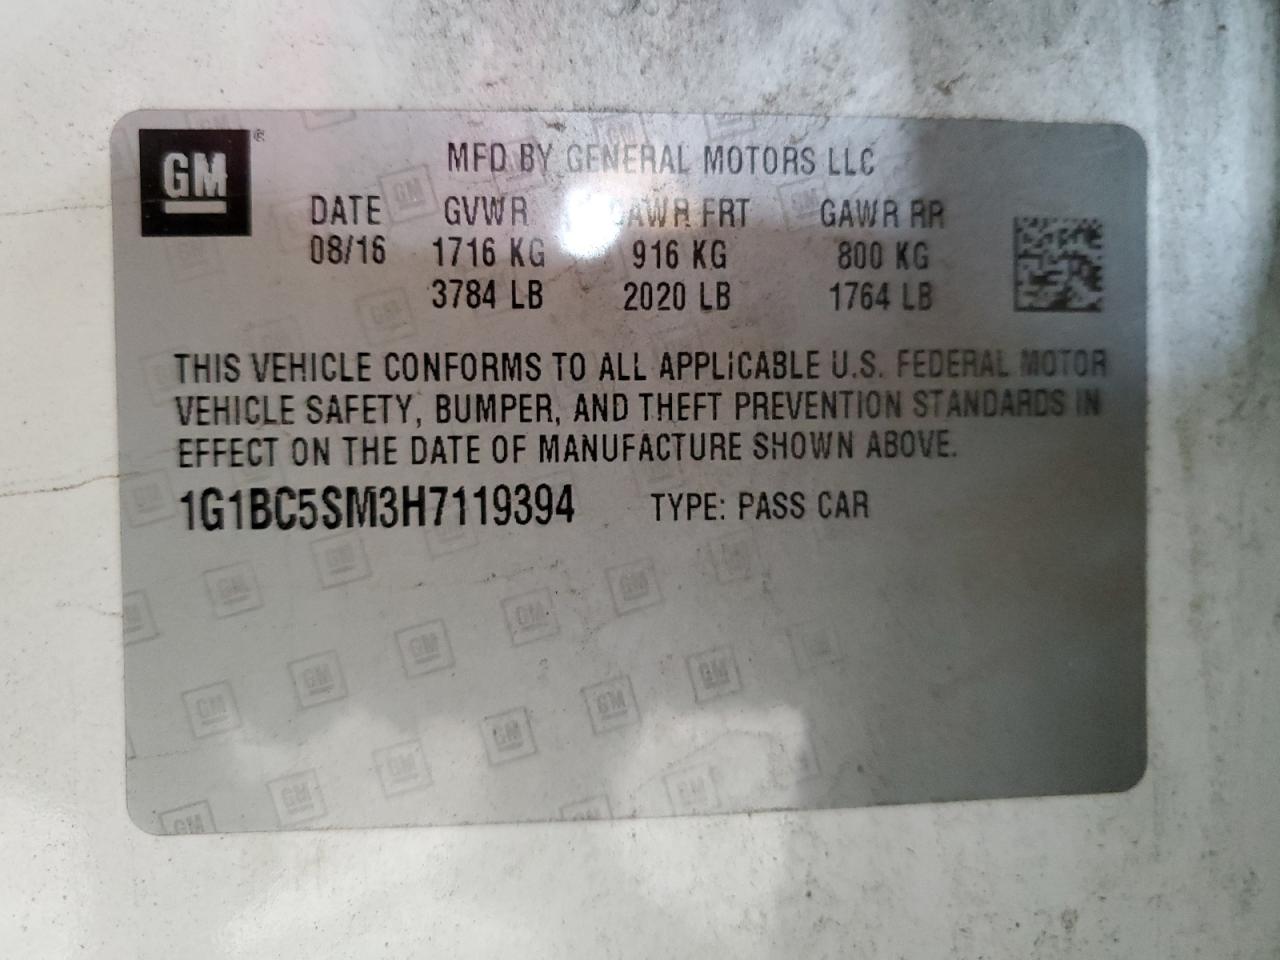 GM ®
MFD BY GENERAL MOTORS LLC
DATE GVWR GAWR FRT GAWR RR
08/16 1716 KG 916 KG 800 KG
3784 LB 2020 LB 1764 LB
THIS VEHICLE CONFORMS TO ALL APPLICABLE U.S. FEDERAL MOTOR
VEHICLE SAFETY, BUMPER, AND THEFT PREVENTION STANDARDS IN
EFFECT ON THE DATE OF MANUFACTURE SHOWN ABOVE.
1G1BC5SM3H7119394 TYPE: PASS CAR